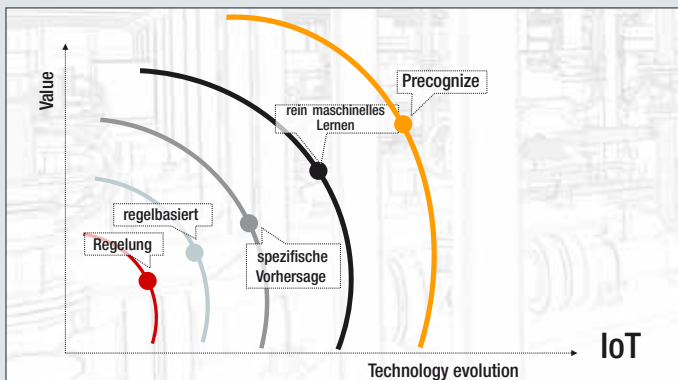 Value
Precognize
rein maschinelles
Lernen
regelbasiert
Regelung
spezifische
Vorhersage
IoT
Technology evolution